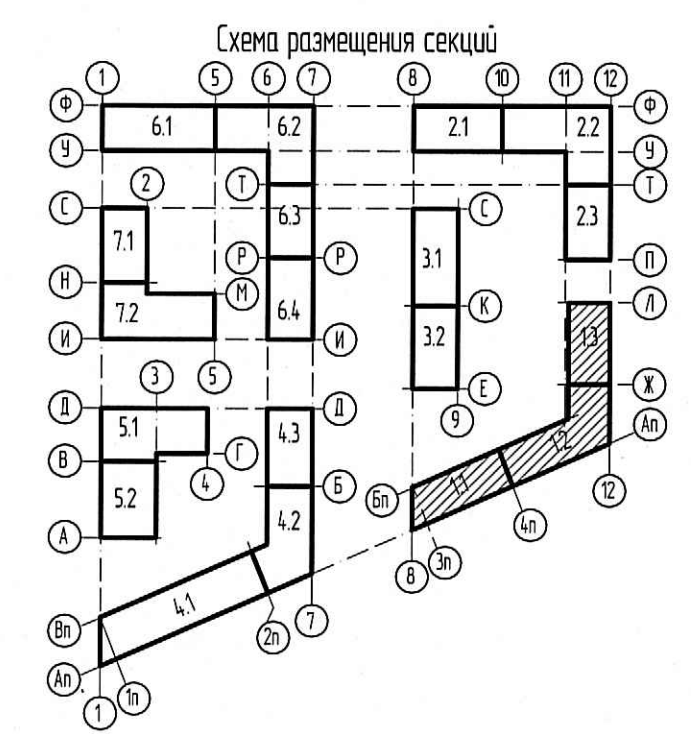 Схема размещения секций
1 5 6 7 8 10 11 12
Ф 6.1 6.2 2.1 2.2 Ф
У У
2 Т Т
С 7.1 6.3 С 2.3
Р Р 3.1 П
Н М
7.2 6.4 К Л
И И 3.2 1.3
3 5 Е Ж
Д 5.1 Д 9
4.3 Ап
В Г 1.2
4 Б 1.1
5.2 Бп 12
4.2 4п
А 3п
8
4.1
Вп 2п 7
Ап 1п
1